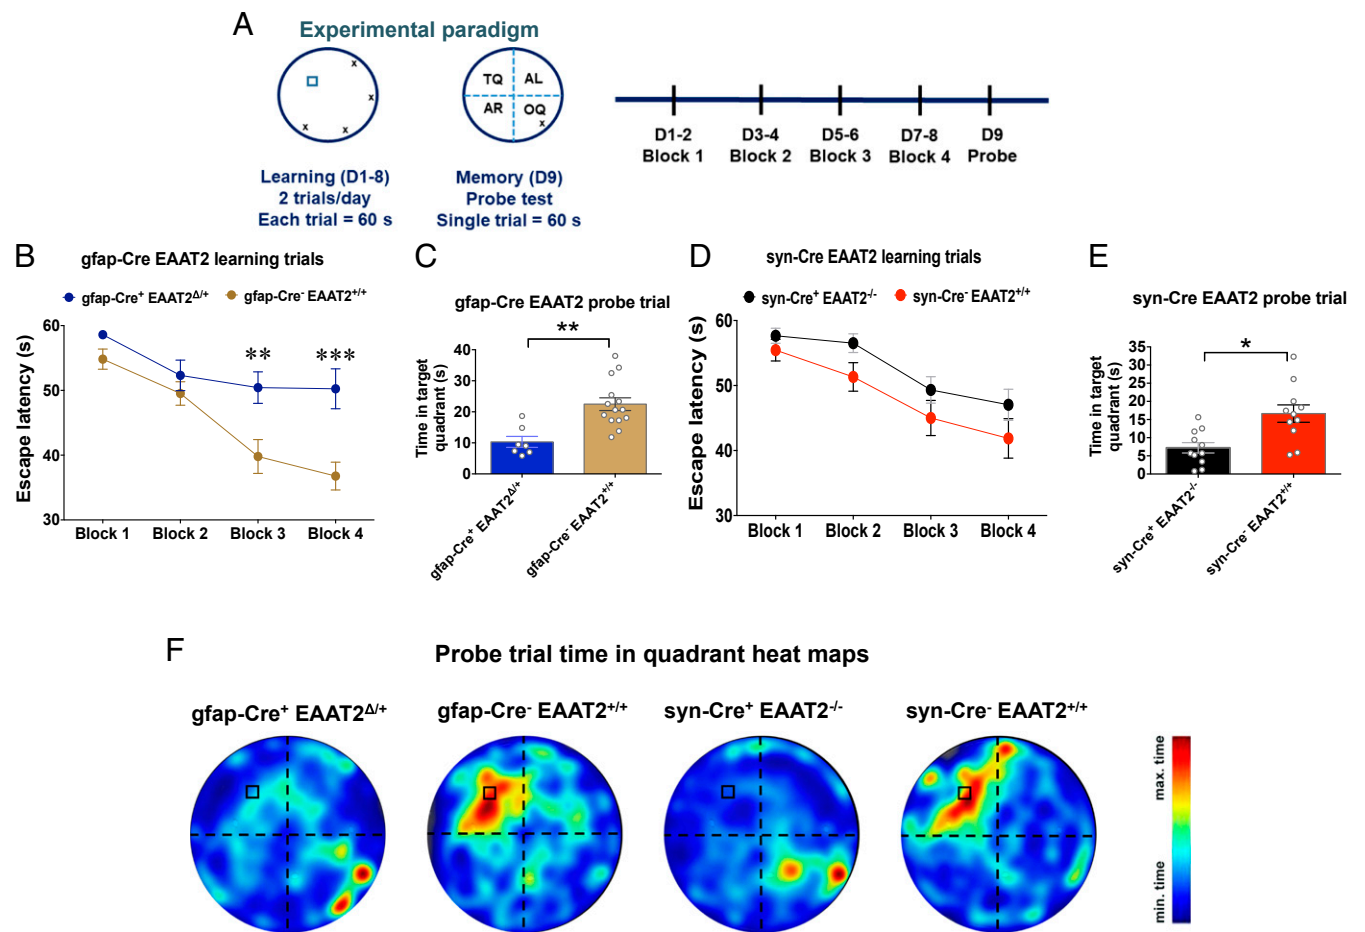 A
Experimental paradigm
x
x
x
x
TQ AL
AR OQ
x
Learning (D1-8)
2 trials/day
Each trial = 60 s
Memory (D9)
Probe test
Single trial = 60 s
D1-2 D3-4 D5-6 D7-8 D9
Block 1 Block 2 Block 3 Block 4 Probe
B
gfap-Cre EAAT2 learning trials
gfap-Cre⁺ EAAT2^Δ/+ gfap-Cre⁻ EAAT2^+/+
Escape latency (s)
60
50
40
30
** ***
Block 1 Block 2 Block 3 Block 4
C
gfap-Cre EAAT2 probe trial
**
Time in target
quadrant (s)
40
30
20
10
0
gfap-Cre⁺ EAAT2^Δ/+
gfap-Cre⁻ EAAT2^+/+
D
syn-Cre EAAT2 learning trials
syn-Cre⁺ EAAT2^-/- syn-Cre⁻ EAAT2^+/+
Escape latency (s)
60
50
40
30
Block 1 Block 2 Block 3 Block 4
E
syn-Cre EAAT2 probe trial
*
Time in target
quadrant (s)
35
30
25
20
15
10
5
0
syn-Cre⁺ EAAT2^-/-
syn-Cre⁻ EAAT2^+/+
F
Probe trial time in quadrant heat maps
gfap-Cre⁺ EAAT2^Δ/+ gfap-Cre⁻ EAAT2^+/+ syn-Cre⁺ EAAT2^-/- syn-Cre⁻ EAAT2^+/+
max. time
min. time